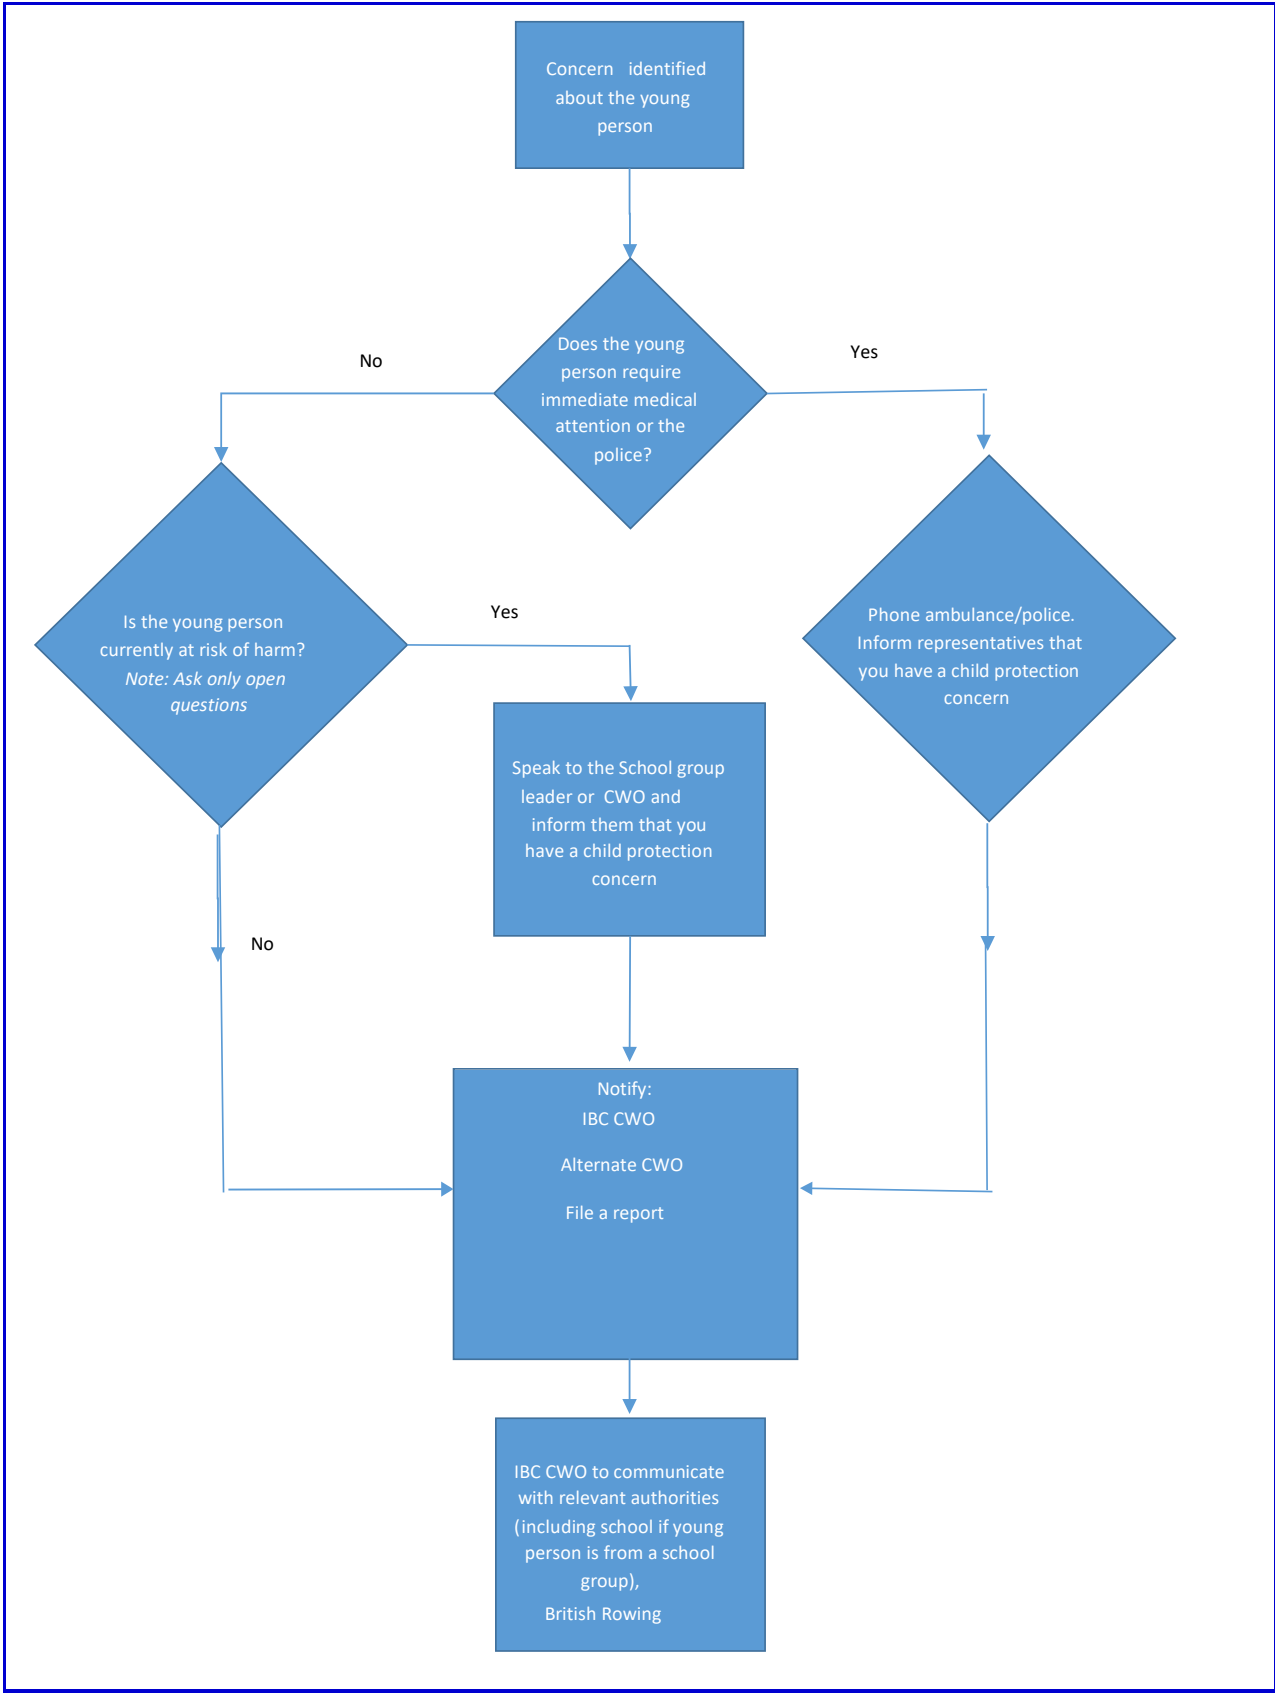 Concern identified
about the young
person
Does the young
person require
immediate medical
attention or the
police?
No
Yes
Is the young person
currently at risk of harm?
Note: Ask only open
questions
Yes
Phone ambulance/police.
Inform representatives that
you have a child protection
concern
Speak to the School group
leader or CWO and
inform them that you
have a child protection
concern
No
Notify:
IBC CWO
Alternate CWO
File a report
IBC CWO to communicate
with relevant authorities
(including school if young
person is from a school
group),
British Rowing